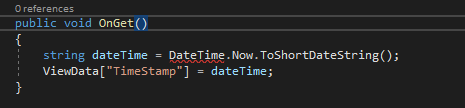 0 references
public void OnGet()
{
string dateTime = DateTime.Now.ToShortDateString();
ViewData["TimeStamp"] = dateTime;
}